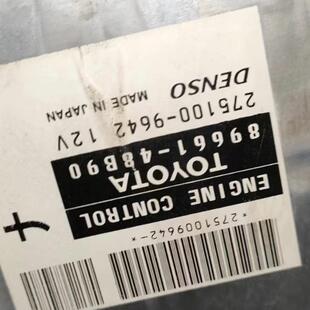 *2751009642-*
ENGINE CONTROL
TOYOTA
89661-48B90
275100-9642 12V
MADE IN JAPAN
DENSO